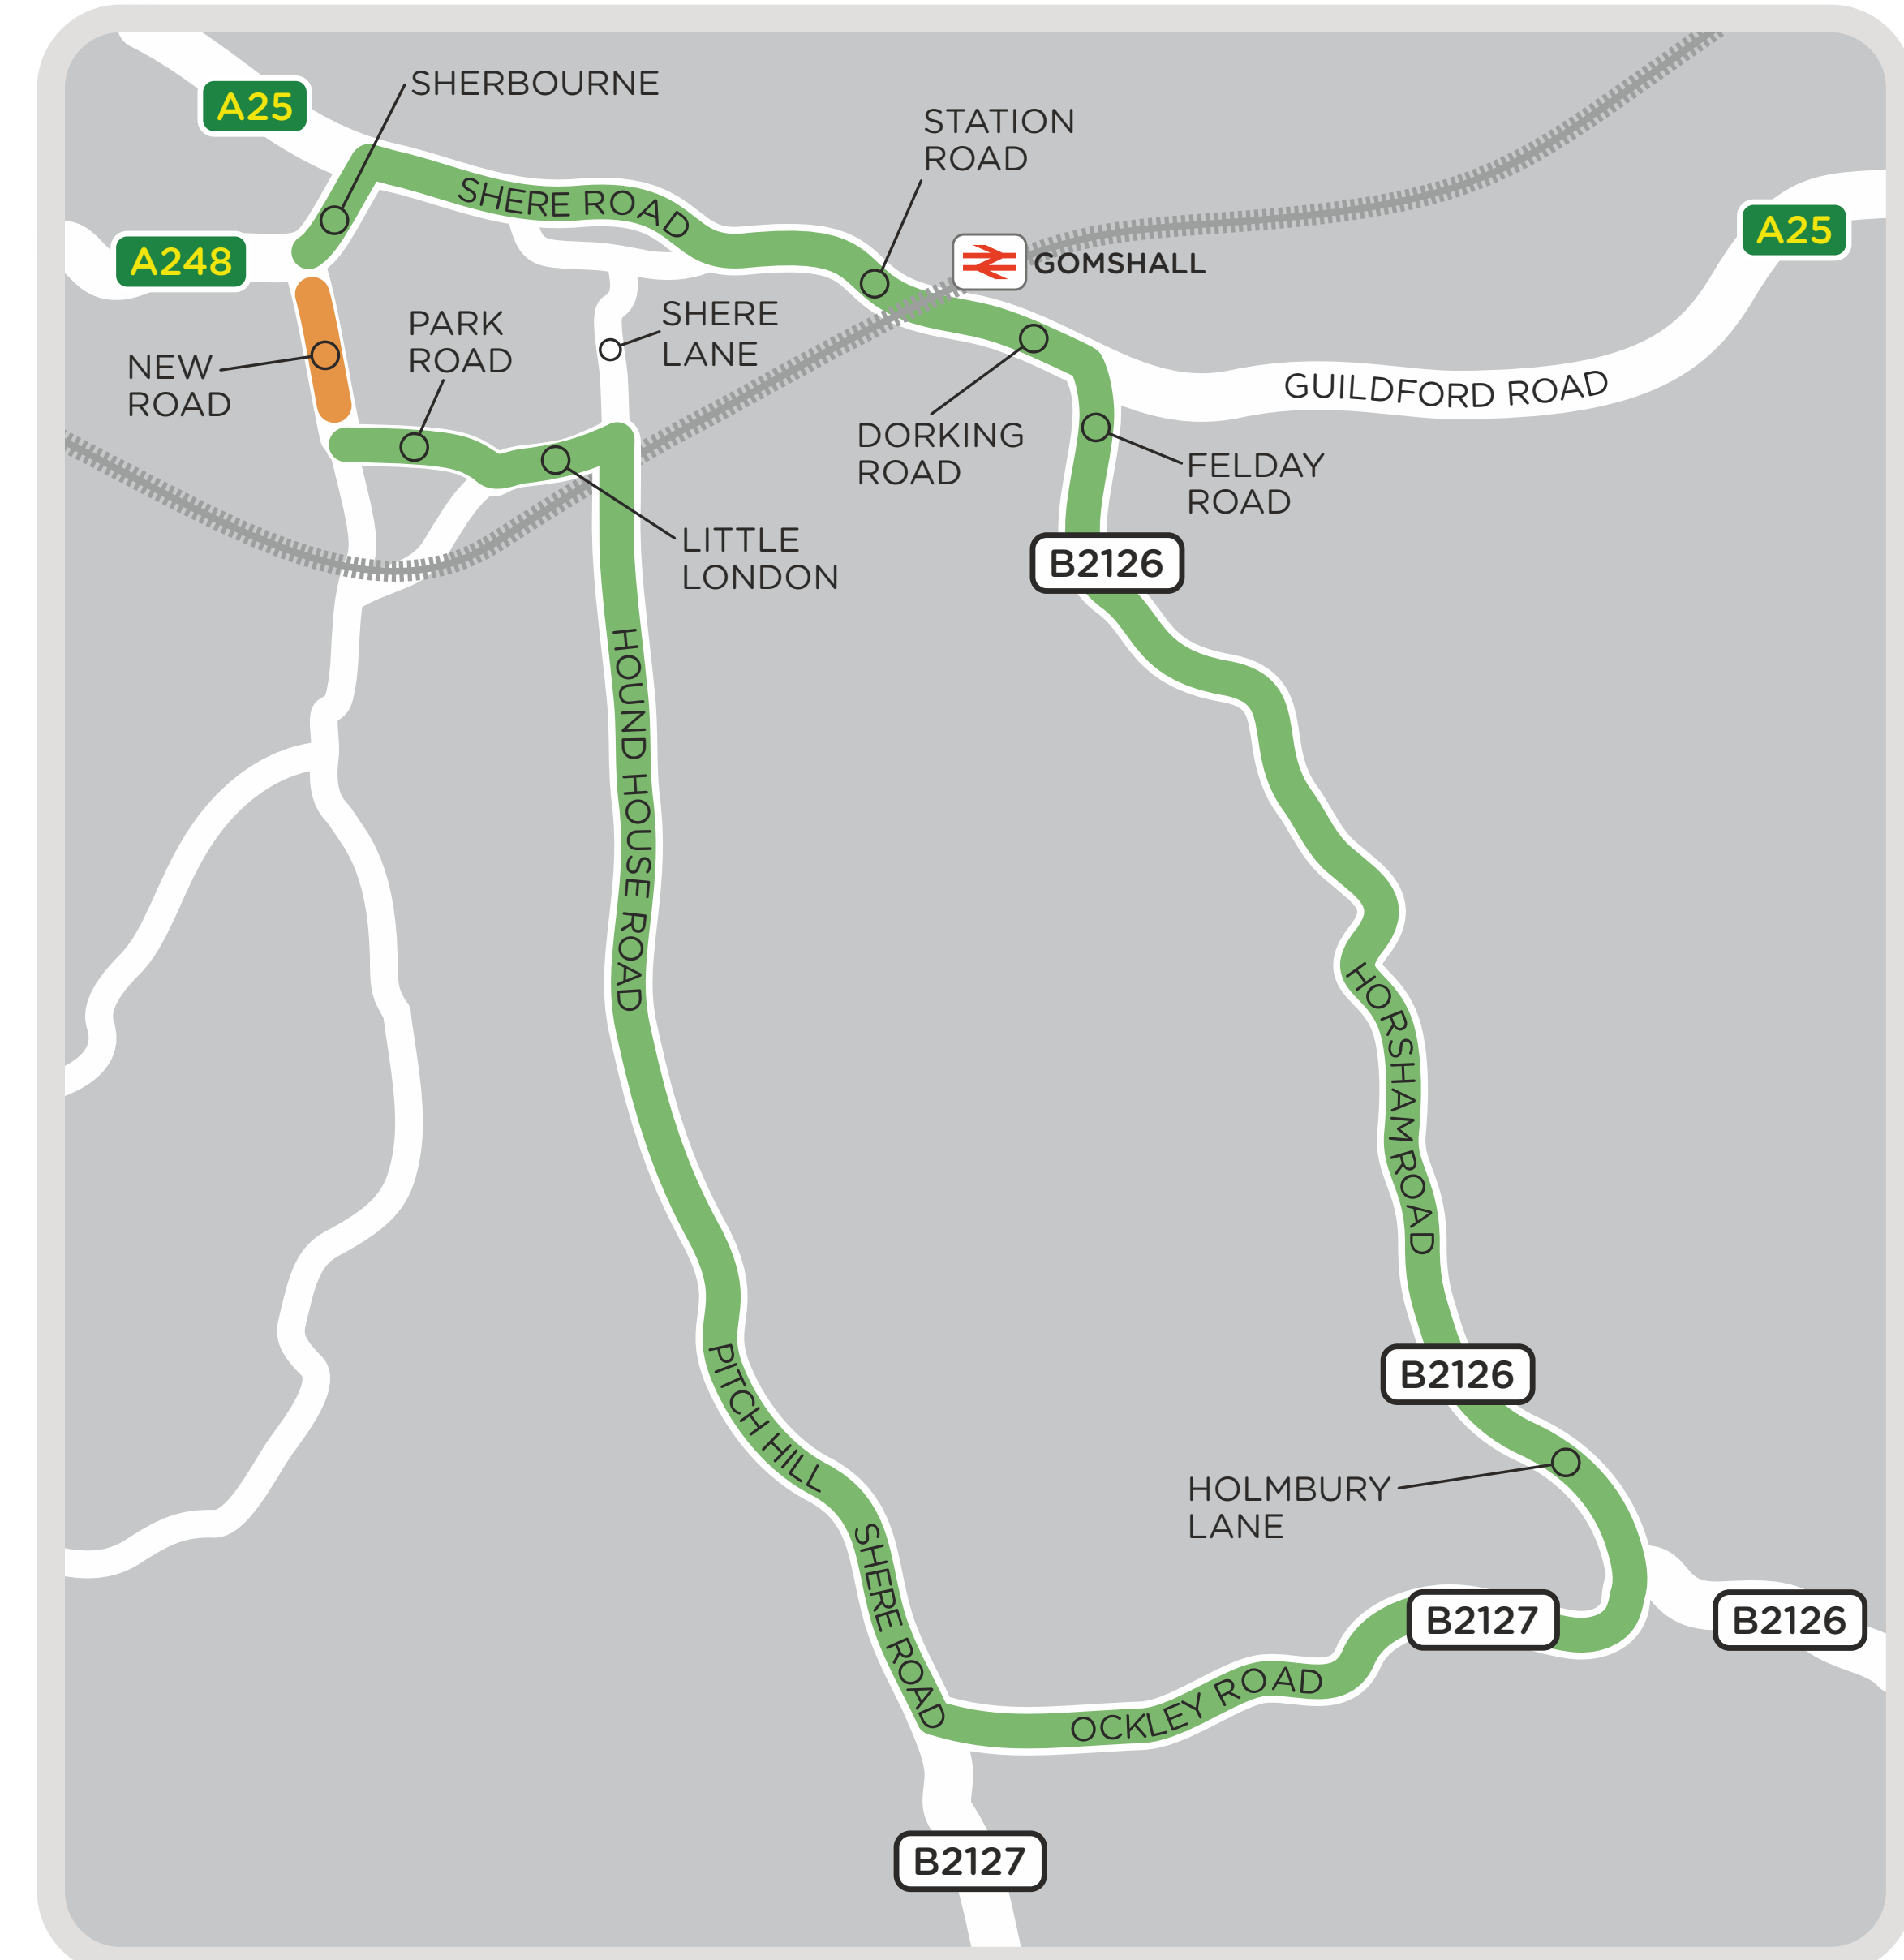 SHERBOURNE
A25
STATION
ROAD
SHERE ROAD
A25
A248
GOMSHALL
SHERE
LANE
PARK
ROAD
NEW
ROAD
GUILDFORD ROAD
DORKING
ROAD
FELDAY
ROAD
LITTLE
LONDON
B2126
HOUND HOUSE ROAD
HORSHAM ROAD
B2126
PITCH HILL
HOLMBURY
LANE
SHERE ROAD
B2127
B2126
OCKLEY ROAD
B2127